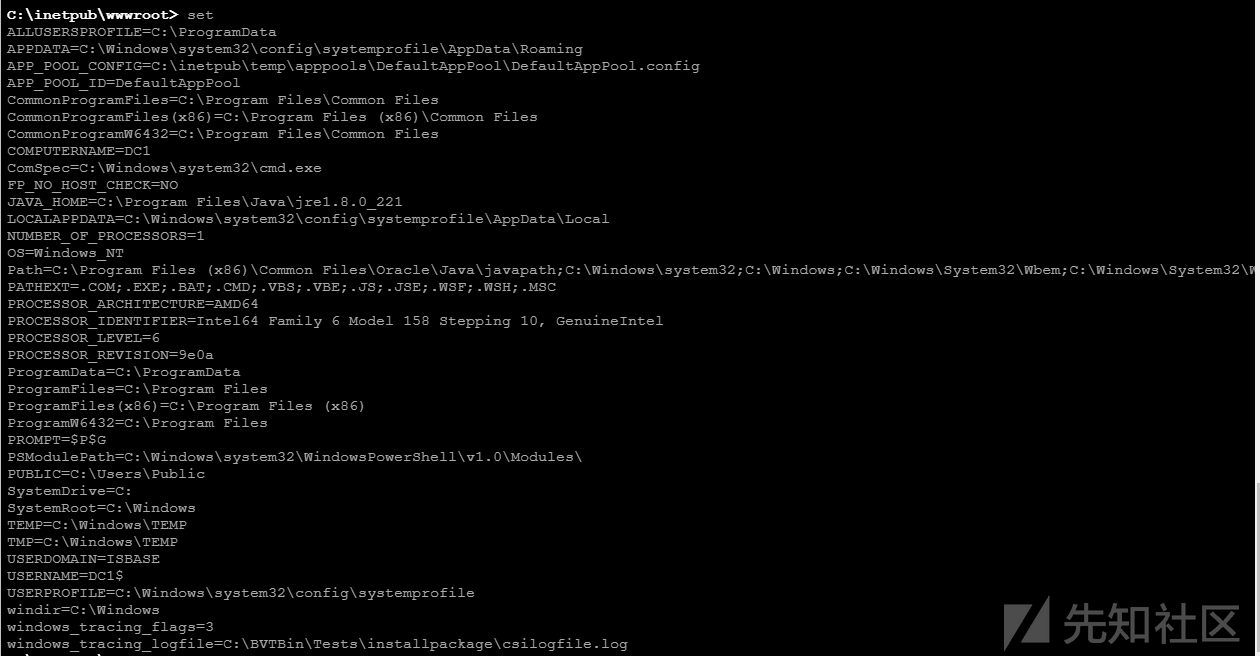 C:\inetpub\wwwroot> set
ALLUSERSPROFILE=C:\ProgramData
APPDATA=C:\Windows\system32\config\systemprofile\AppData\Roaming
APP_POOL_CONFIG=C:\inetpub\temp\apppools\DefaultAppPool\DefaultAppPool.config
APP_POOL_ID=DefaultAppPool
CommonProgramFiles=C:\Program Files\Common Files
CommonProgramFiles(x86)=C:\Program Files (x86)\Common Files
CommonProgramW6432=C:\Program Files\Common Files
COMPUTERNAME=DC1
ComSpec=C:\Windows\system32\cmd.exe
FP_NO_HOST_CHECK=NO
JAVA_HOME=C:\Program Files\Java\jre1.8.0_221
LOCALAPPDATA=C:\Windows\system32\config\systemprofile\AppData\Local
NUMBER_OF_PROCESSORS=1
OS=Windows_NT
Path=C:\Program Files (x86)\Common Files\Oracle\Java\javapath;C:\Windows\system32;C:\Windows;C:\Windows\System32\Wbem;C:\Windows\System32\W
PATHEXT=.COM;.EXE;.BAT;.CMD;.VBS;.VBE;.JS;.JSE;.WSF;.WSH;.MSC
PROCESSOR_ARCHITECTURE=AMD64
PROCESSOR_IDENTIFIER=Intel64 Family 6 Model 158 Stepping 10, GenuineIntel
PROCESSOR_LEVEL=6
PROCESSOR_REVISION=9e0a
ProgramData=C:\ProgramData
ProgramFiles=C:\Program Files
ProgramFiles(x86)=C:\Program Files (x86)
ProgramW6432=C:\Program Files
PROMPT=$P$G
PSModulePath=C:\Windows\system32\WindowsPowerShell\v1.0\Modules\
PUBLIC=C:\Users\Public
SystemDrive=C:
SystemRoot=C:\Windows
TEMP=C:\Windows\TEMP
TMP=C:\Windows\TEMP
USERDOMAIN=ISBASE
USERNAME=DC1$
USERPROFILE=C:\Windows\system32\config\systemprofile
windir=C:\Windows
windows_tracing_flags=3
windows_tracing_logfile=C:\BVTBin\Tests\installpackage\csilogfile.log
先知社区